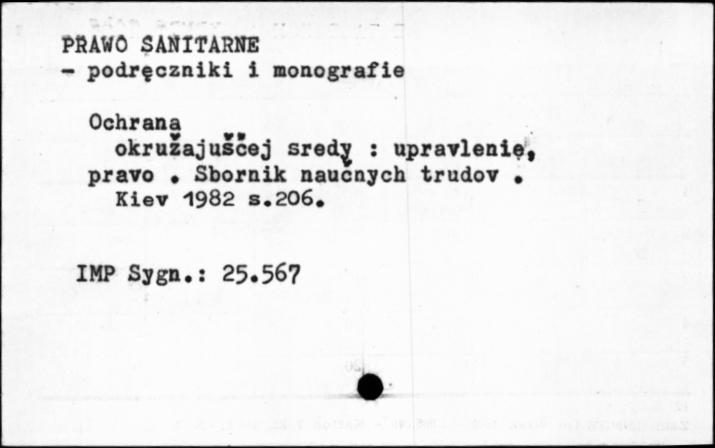 PRAWO SANITARNE
- podręczniki i monografie
Ochrana
okružajuščej sredy : upravlenie,
pravo . Sbornik naučnych trudov .
Kiev 1982 s.206.
IMP Sygn.: 25.567